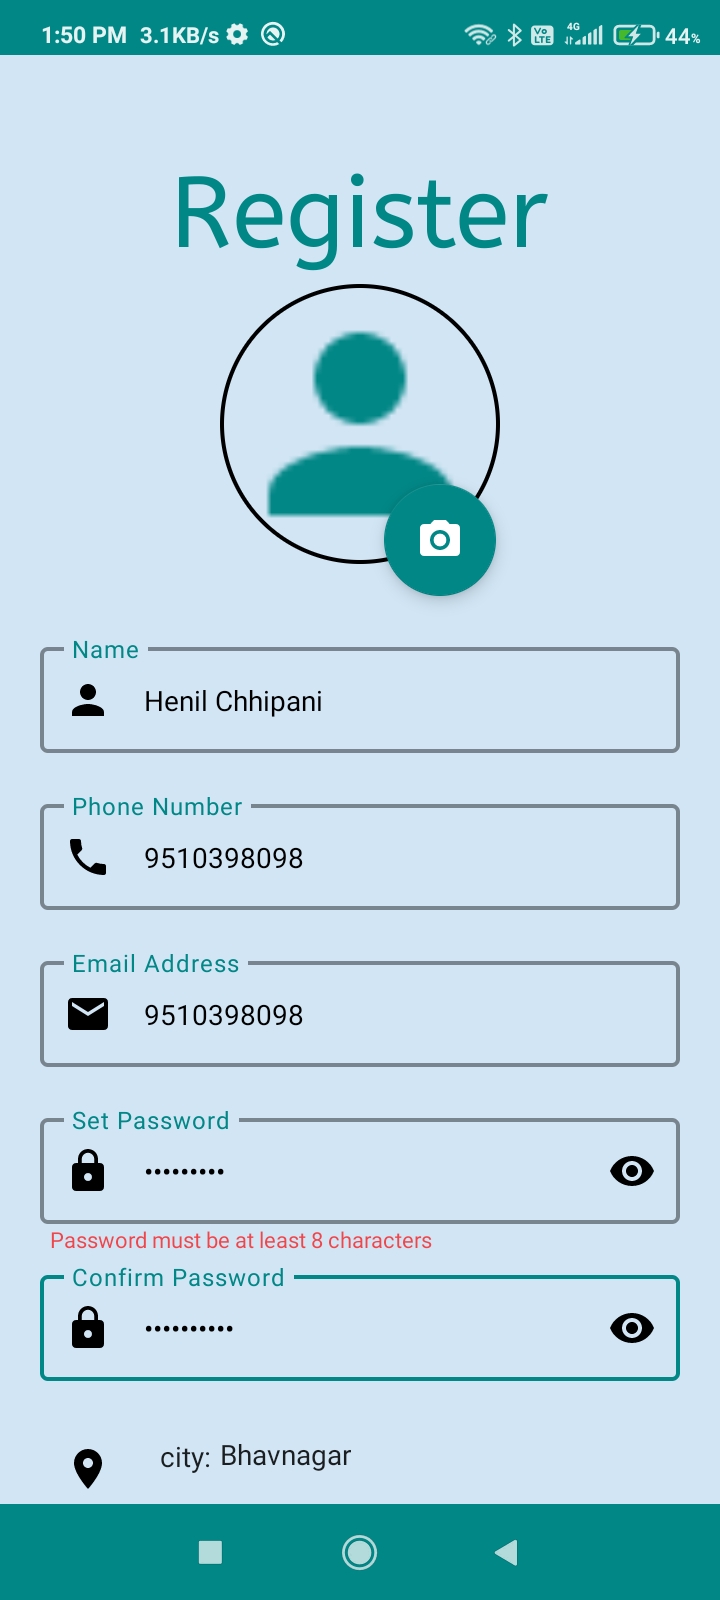 1:50 PM 3.1KB/s Vo LTE 4G 44%
Register
Name
Henil Chhipani
Phone Number
9510398098
Email Address
9510398098
Set Password
•••••••••
Password must be at least 8 characters
Confirm Password
••••••••••
city: Bhavnagar